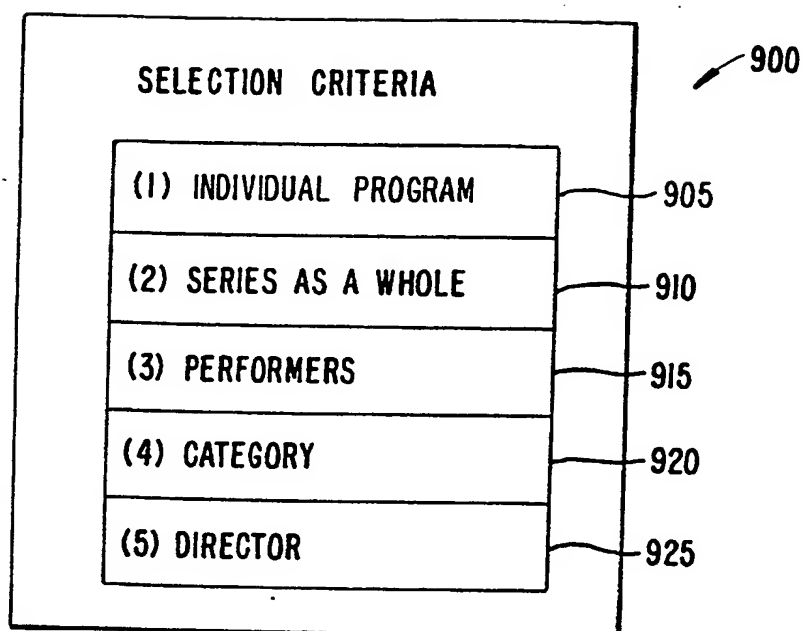 900
SELECTION CRITERIA
(1) INDIVIDUAL PROGRAM 905
(2) SERIES AS A WHOLE 910
(3) PERFORMERS 915
(4) CATEGORY 920
(5) DIRECTOR 925